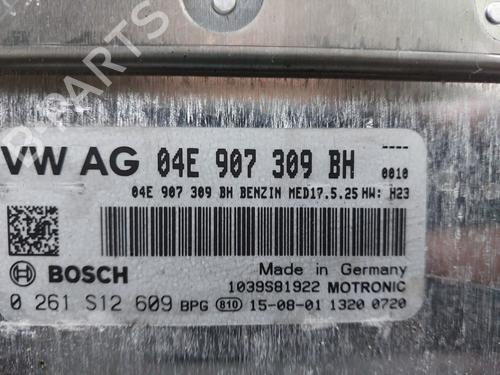 ----
VW AG 04E 907 309 BH 0010
04E 907 309 BH BENZIN MED17.5.25 HW: H23
BOSCH
Made in Germany
1039S81922 MOTRONIC
0 261 S12 609 BPG 810 15-08-01 1320 0720
PARTS